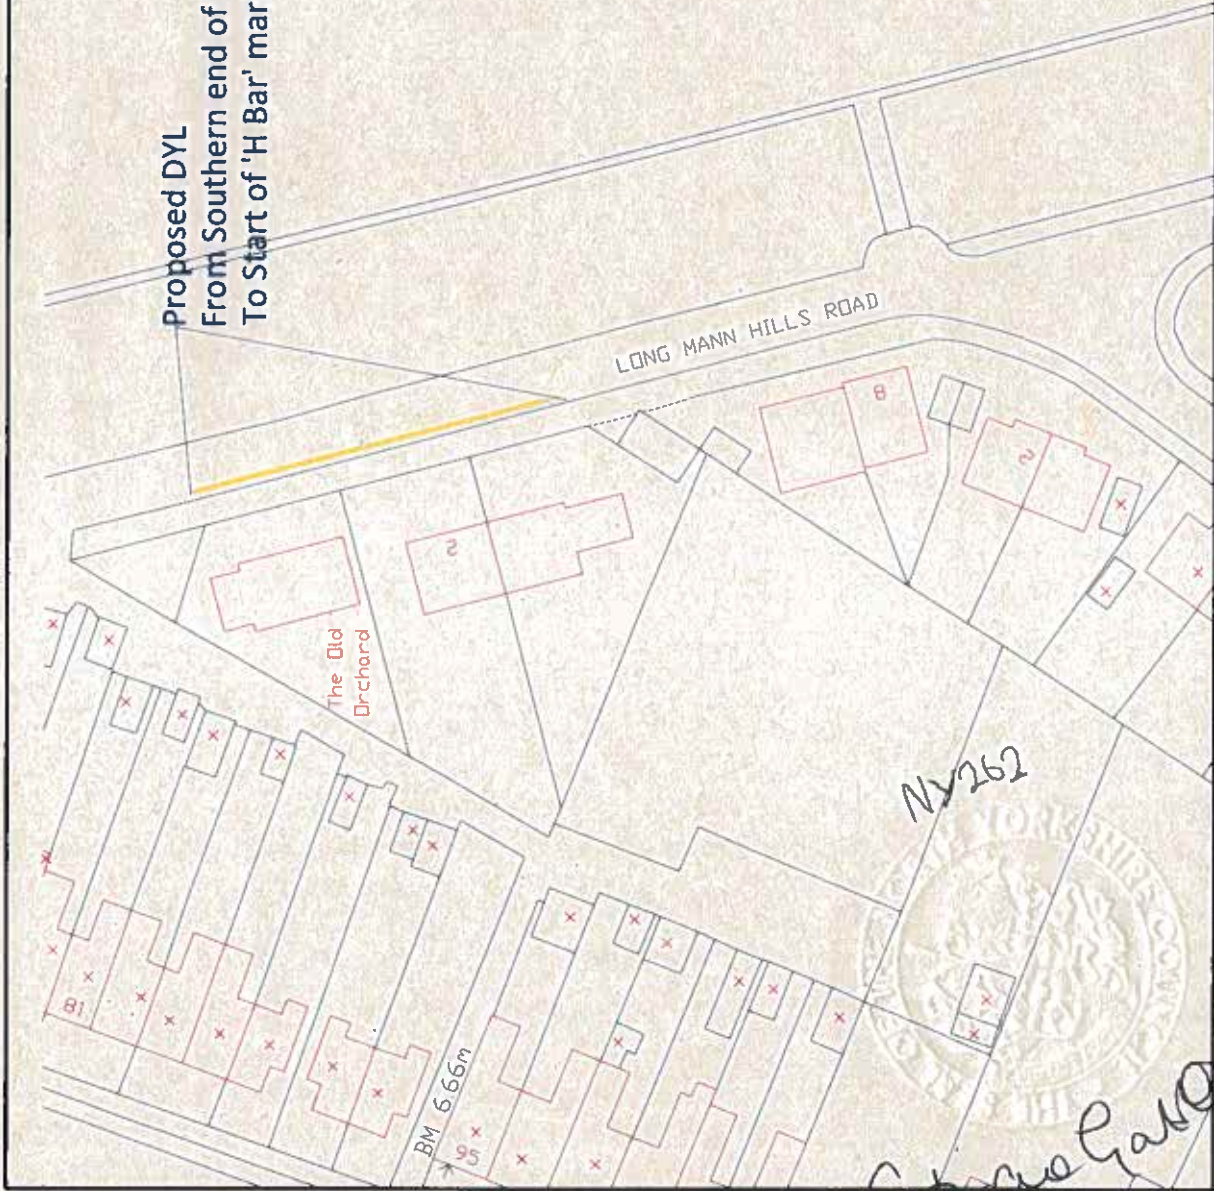 Proposed DYL
From Southern end of
To Start of 'H Bar' mar
LONG MANN HILLS ROAD
8
2
2
The Old
Orchard
NY262
YORKSHIRE
81
BM 6.66m
95